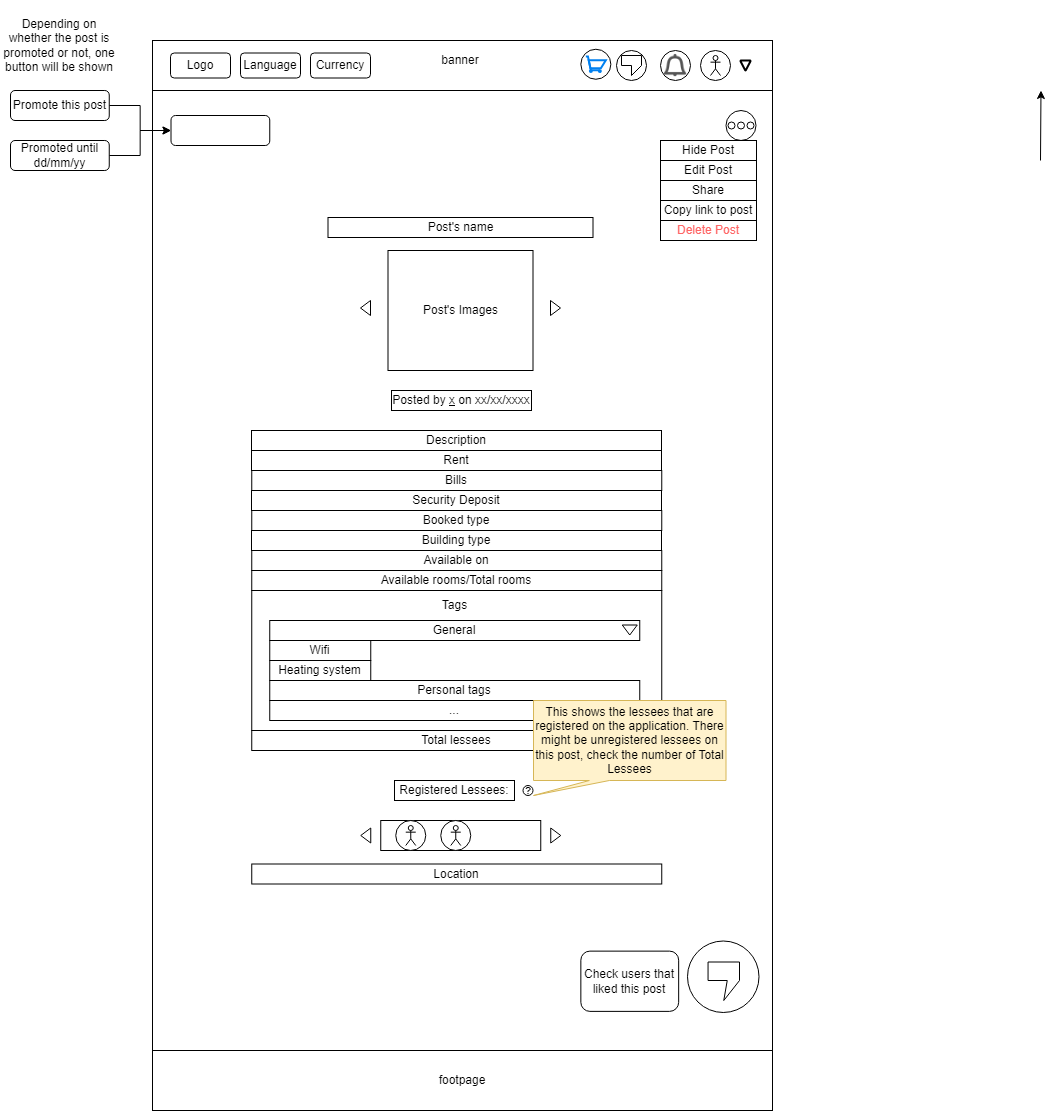 Depending on
whether the post is
promoted or not, one
button will be shown
Promote this post
Promoted until
dd/mm/yy
Logo
Language
Currency
banner
Hide Post
Edit Post
Share
Copy link to post
Delete Post
Post's name
Post's Images
Posted by x on xx/xx/xxxx
Description
Rent
Bills
Security Deposit
Booked type
Building type
Available on
Available rooms/Total rooms
Tags
General
Wifi
Heating system
Personal tags
...
Total lessees
This shows the lessees that are
registered on the application. There
might be unregistered lessees on
this post, check the number of Total
Lessees
Registered Lessees:
?
Location
Check users that
liked this post
footpage